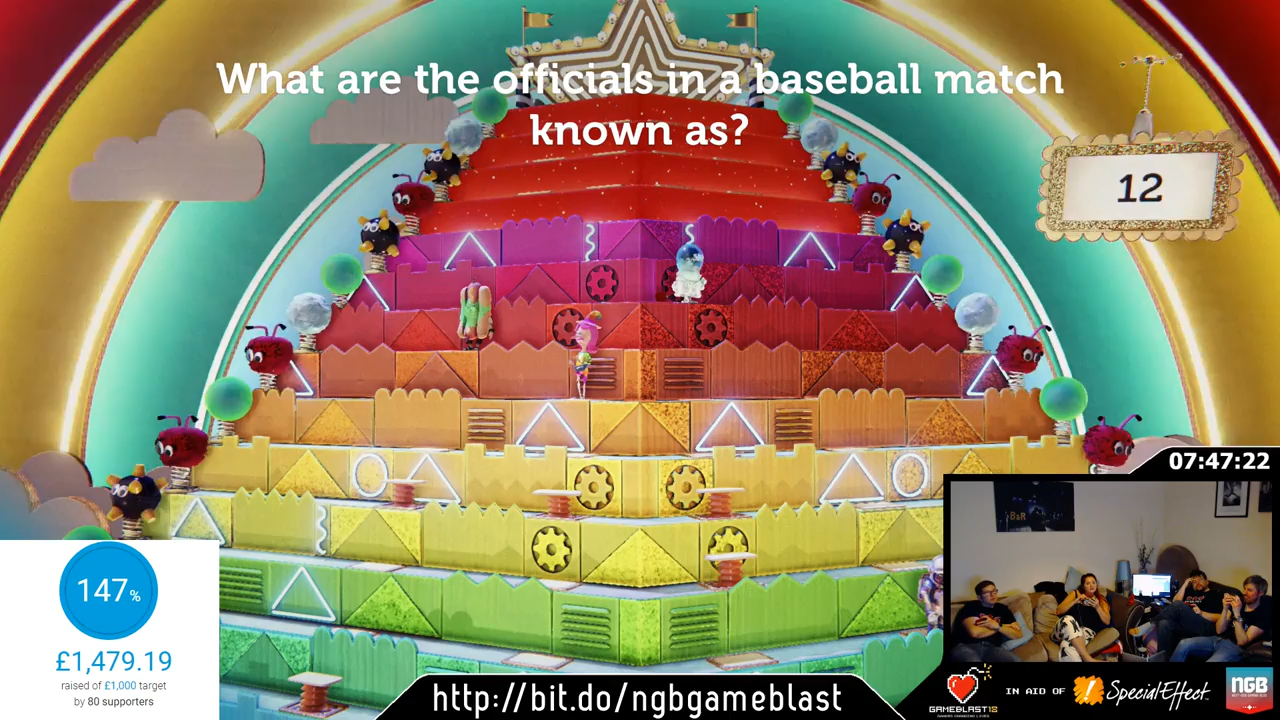 What are the officials in a baseball match
known as?
12
07:47:22
B&R
147%
£1,479.19
raised of £1,000 target
by 80 supporters
http://bit.do/ngbgameblast
GAMEBLAST18
IN AID OF
SpecialEffect
NGB